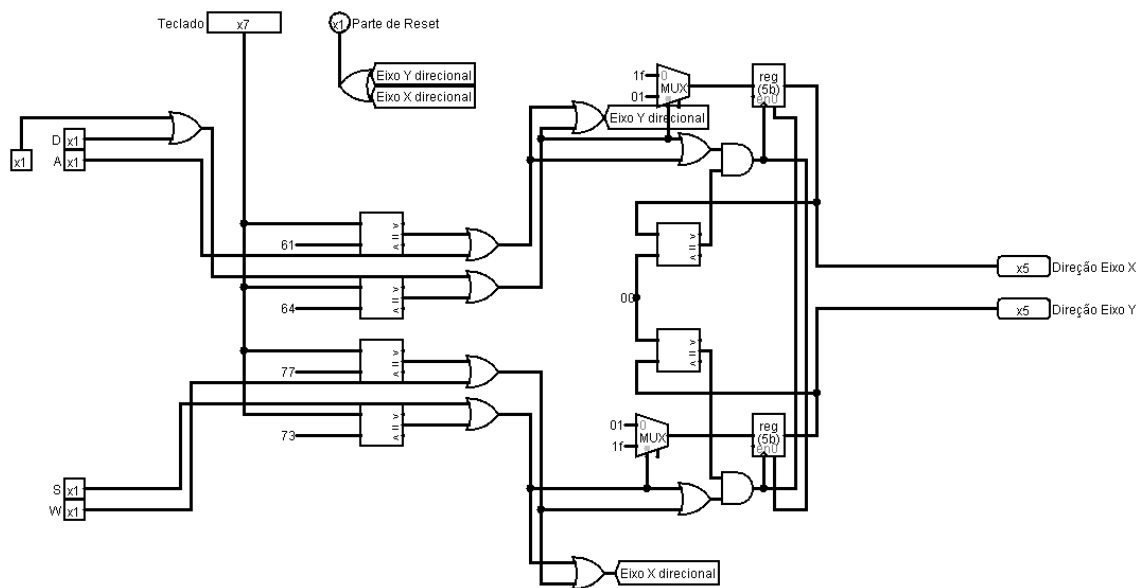 Teclado x7
x1 Parte de Reset
Eixo Y direcional
Eixo X direcional
1f 0
01 MUX
reg
(5b)
en0
Eixo Y direcional
D x1
x1
A x1
61 > = <
64 > = <
> = <
00
x5 Direção Eixo X
x5 Direção Eixo Y
> = <
77 > = <
73 > = <
01 0
1f MUX
reg
(5b)
en0
S x1
W x1
Eixo X direcional